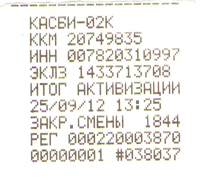 КАСБИ-02К
ККМ 20749835
ИНН 007820310997
ЭКЛЗ 1433713708
ИТОГ АКТИВИЗАЦИИ
25/09/12 13:25
ЗАКР.СМЕНЫ 1844
РЕГ 000220003870
00000001 #038037